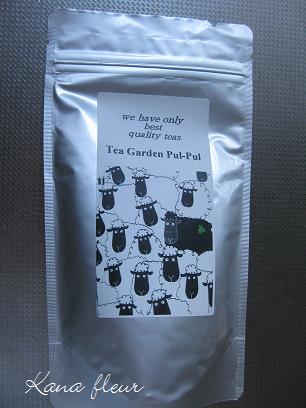 we have only
best
quality teas
Tea Garden Pul-Pul
Kana fleur